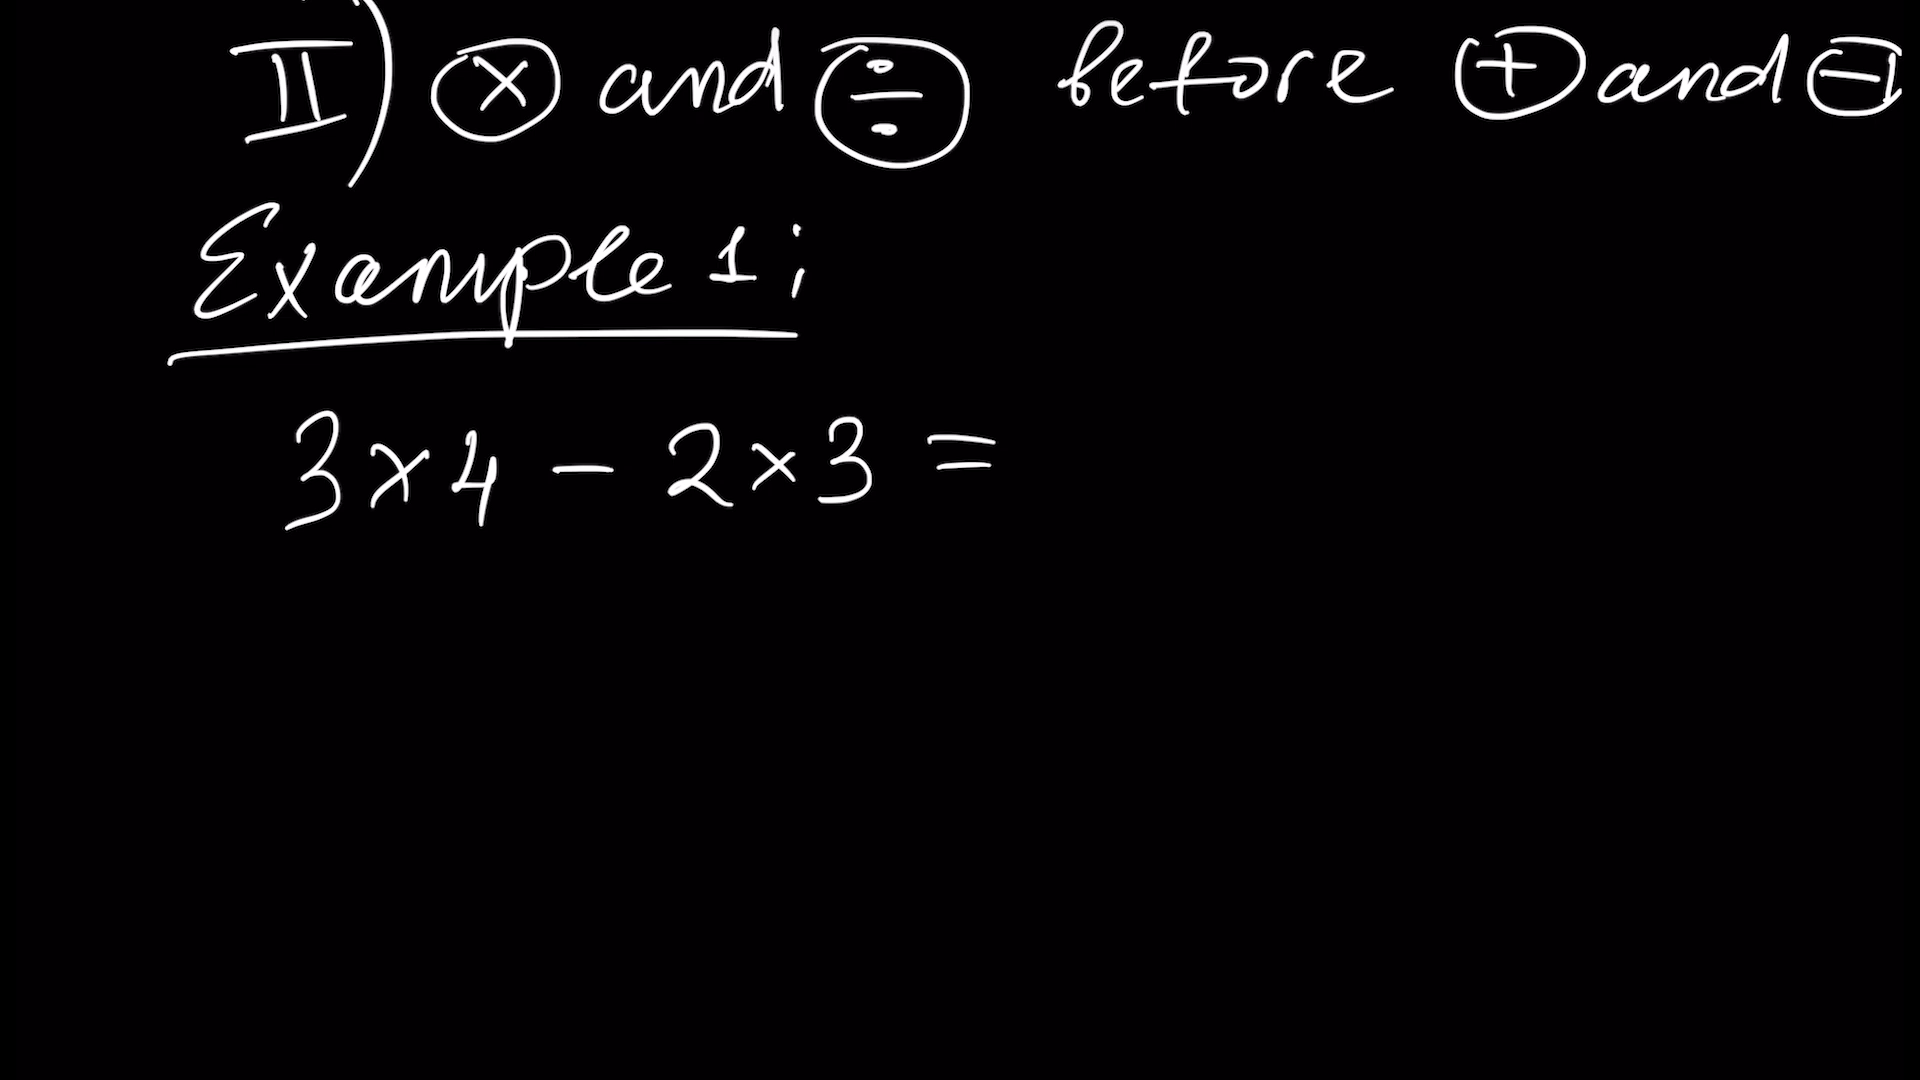 II) × and ÷ before + and -
Example 1:
3 × 4 - 2 × 3 =